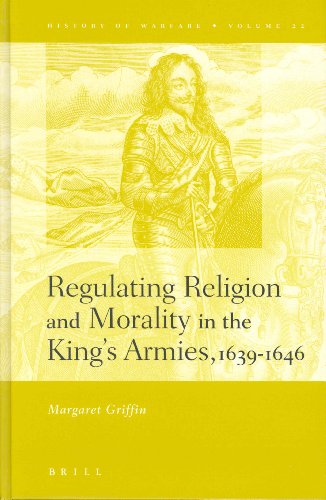 HISTORY OF WARFARE • VOLUME 22
Regulating Religion
and Morality in the
King's Armies, 1639-1646
Margaret Griffin
BRILL